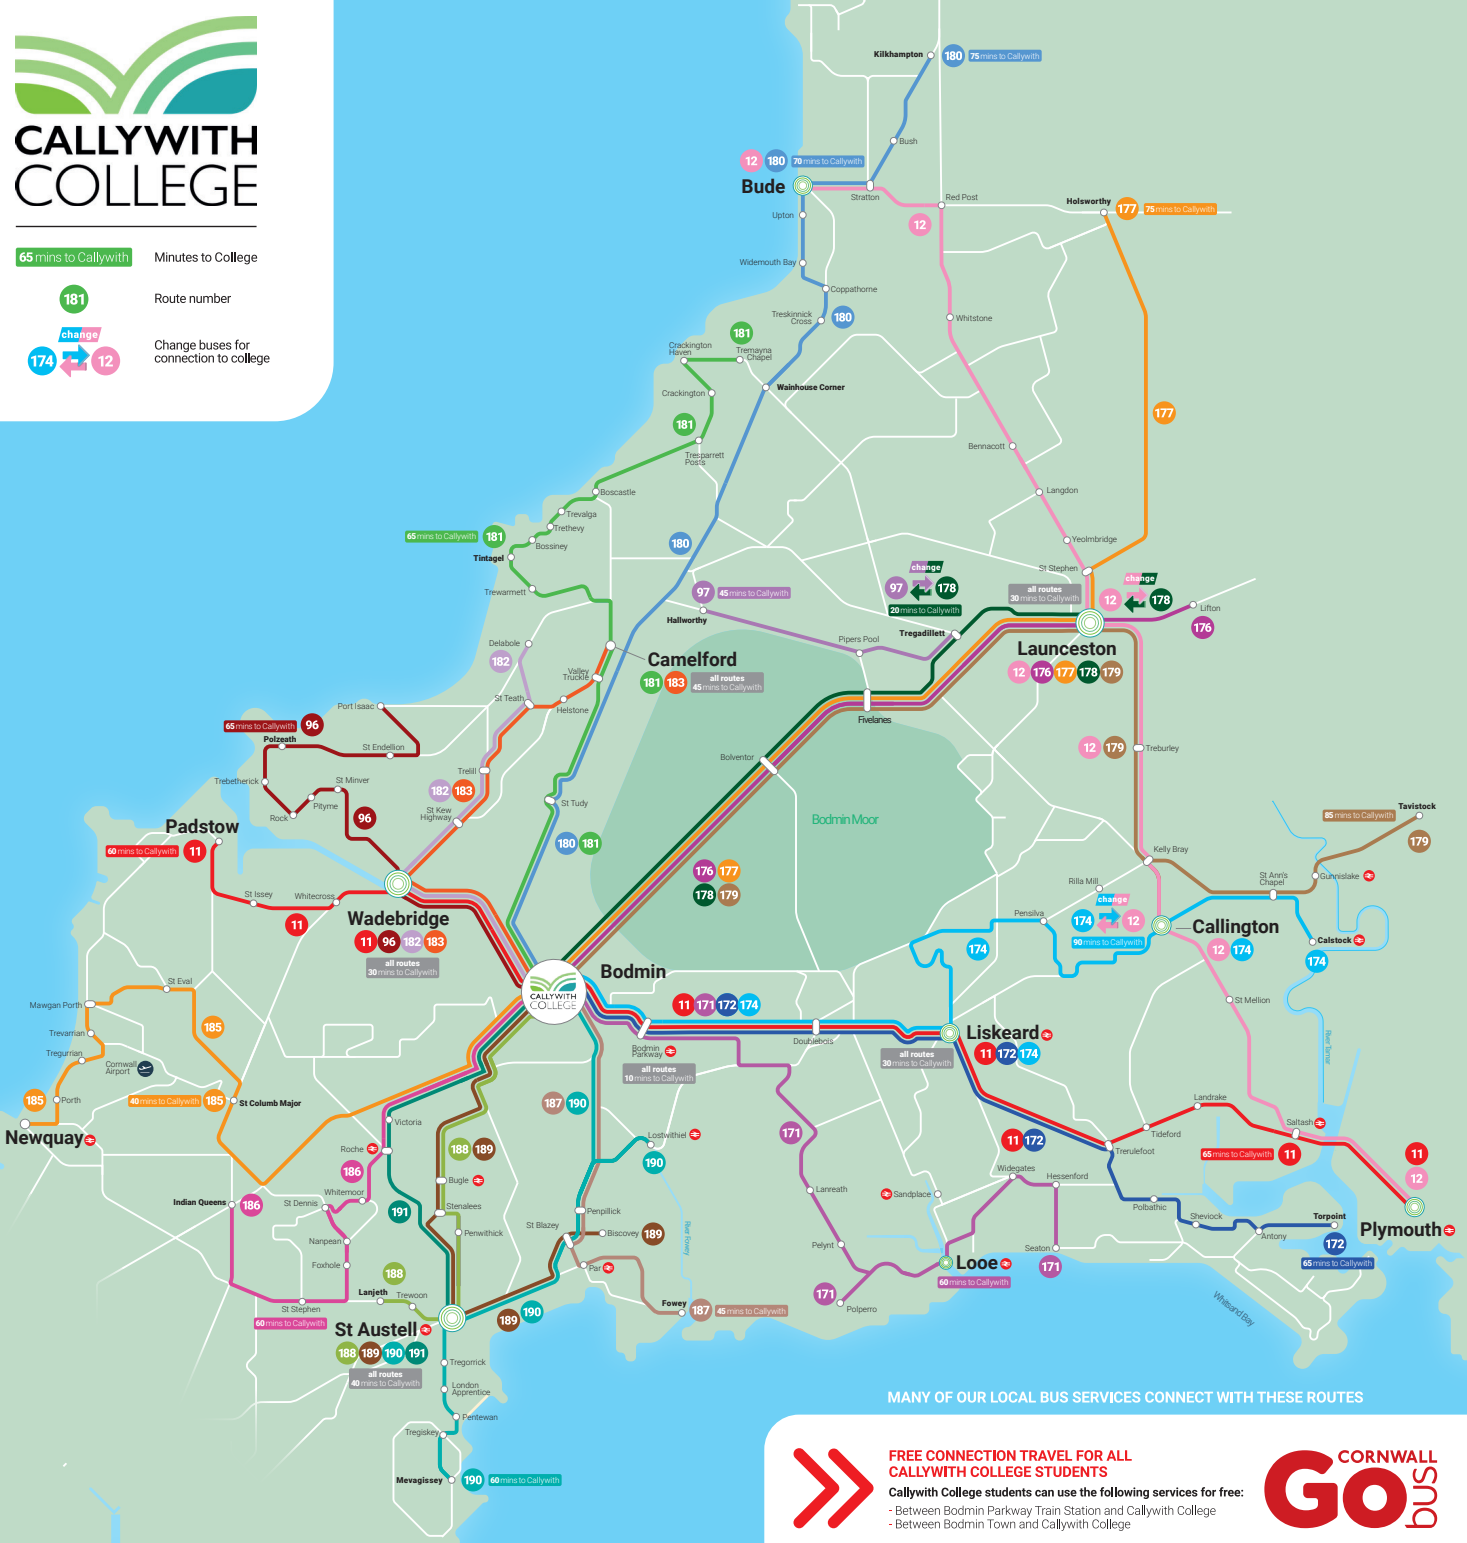 CALLYWITH
COLLEGE
65 mins to Callywith
Minutes to College
181
Route number
change
174
12
Change buses for
connection to college
Kilkhampton
180
75 mins to Callywith
Bush
12
180
70 mins to Callywith
Bude
Stratton
Red Post
12
Holsworthy
177
75 mins to Callywith
Upton
Widemouth Bay
Coppathorne
Treskinnick
Cross
180
Whitstone
181
Crackington
Haven
Tremayna
Chapel
Wainhouse Corner
Crackington
177
181
Tresparrett
Posts
Bennacott
Boscastle
Langdon
Trevalga
Trethevy
Bossiney
65 mins to Callywith
181
Tintagel
180
Yeolmbridge
St Stephen
Trewarmett
97
45 mins to Callywith
Hallworthy
change
97
178
20 mins to Callywith
all routes
30 mins to Callywith
change
12
178
Lifton
176
Tregadillett
Pipers Pool
Launceston
12
176
177
178
179
Delabole
182
Camelford
181
183
all routes
45 mins to Callywith
Valley
Truckle
St Teath
Helstone
Fivelanes
Port Isaac
65 mins to Callywith
96
Polzeath
St Endellion
Bolventor
12
179
Treburley
Trebetherick
St Minver
Pityme
Rock
Trelill
182
183
St Kew
Highway
St Tudy
96
Bodmin Moor
Tavistock
85 mins to Callywith
179
Padstow
60 mins to Callywith
11
180
181
Kelly Bray
St Ann's
Chapel
Gunnislake
176
177
178
179
Rilla Mill
change
174
12
90 mins to Callywith
St Issey
Whitecross
11
Wadebridge
11
96
182
183
all routes
30 mins to Callywith
Pensilva
174
Callington
12
174
Calstock
174
CALLYWITH
COLLEGE
Bodmin
11
171
172
174
St Mellion
St Eval
Mawgan Porth
185
Trevarrian
Tregurrian
Cornwall
Airport
Bodmin
Parkway
all routes
10 mins to Callywith
Doublebois
Liskeard
11
172
174
all routes
30 mins to Callywith
River Tamar
185
Porth
40 mins to Callywith
185
St Columb Major
Newquay
187
190
Victoria
Roche
188
189
Lostwithiel
190
171
11
172
Landrake
Tideford
Trerulefoot
Saltash
65 mins to Callywith
11
11
12
Plymouth
186
Bugle
Indian Queens
186
St Dennis
Whitemoor
191
Stenalees
Penwithick
Lanreath
Sandplace
Widegates
Hessenford
Polbathic
Sheviock
Antony
Torpoint
172
65 mins to Callywith
Penpillick
St Blazey
Biscovey
189
River Fowey
Nanpean
Foxhole
Pelynt
Seaton
171
Looe
60 mins to Callywith
188
Par
Lanjeth
Trewoon
St Stephen
60 mins to Callywith
Fowey
187
45 mins to Callywith
171
Polperro
Whitsand Bay
189
190
St Austell
188
189
190
191
all routes
40 mins to Callywith
Tregorrick
London
Apprentice
Pentewan
Tregiskey
Mevagissey
190
60 mins to Callywith
MANY OF OUR LOCAL BUS SERVICES CONNECT WITH THESE ROUTES
FREE CONNECTION TRAVEL FOR ALL
CALLYWITH COLLEGE STUDENTS
Callywith College students can use the following services for free:
- Between Bodmin Parkway Train Station and Callywith College
- Between Bodmin Town and Callywith College
GO
CORNWALL
bus